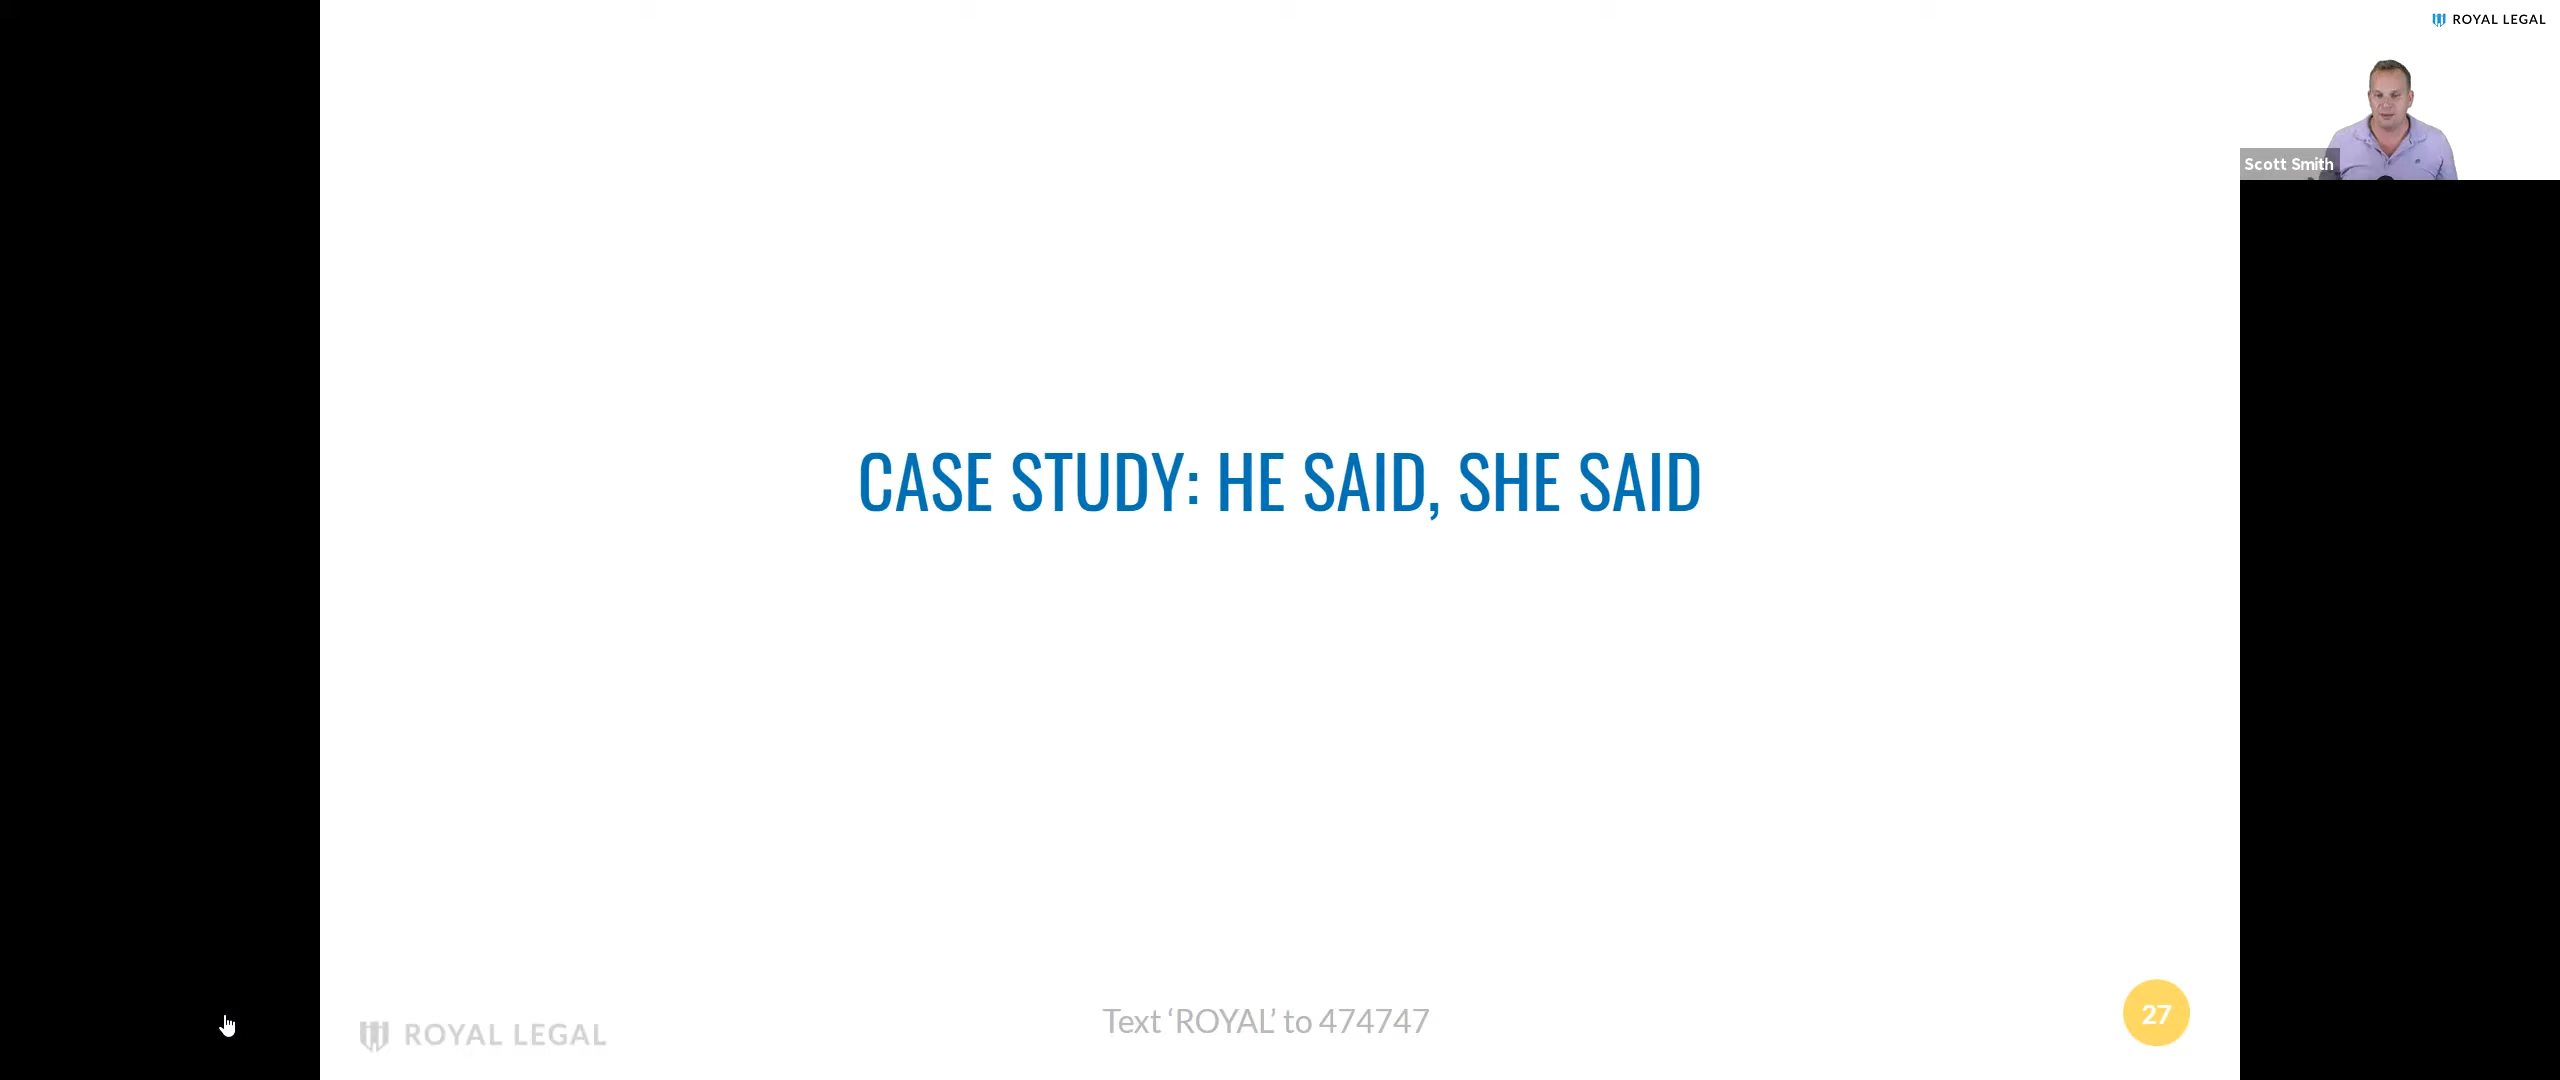 ROYAL LEGAL
Scott Smith
CASE STUDY: HE SAID, SHE SAID
Text ‘ROYAL’ to 474747
27
ROYAL LEGAL